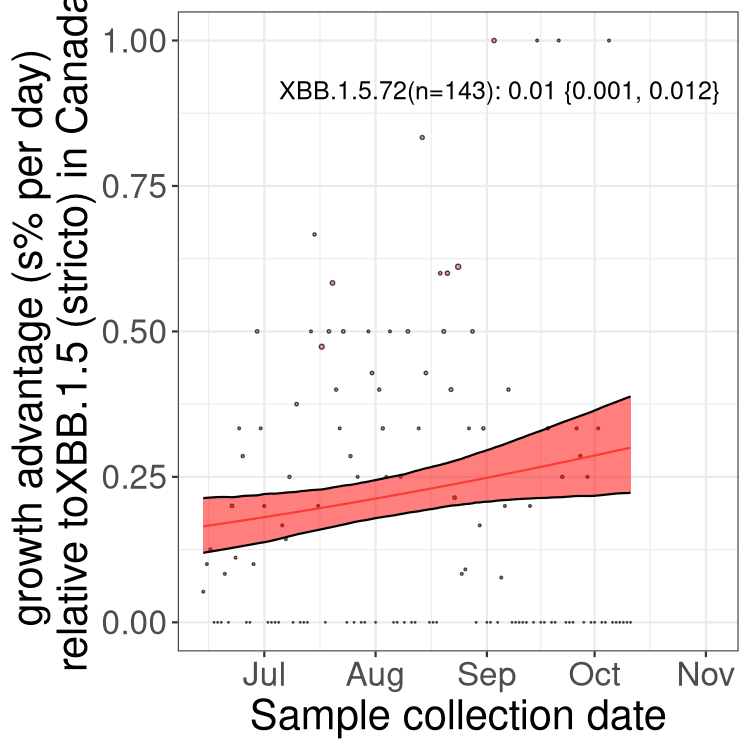 growth advantage (s% per day)
relative toXBB.1.5 (stricto) in Canada
1.00
0.75
0.50
0.25
0.00
XBB.1.5.72(n=143): 0.01 {0.001, 0.012}
Jul Aug Sep Oct Nov
Sample collection date